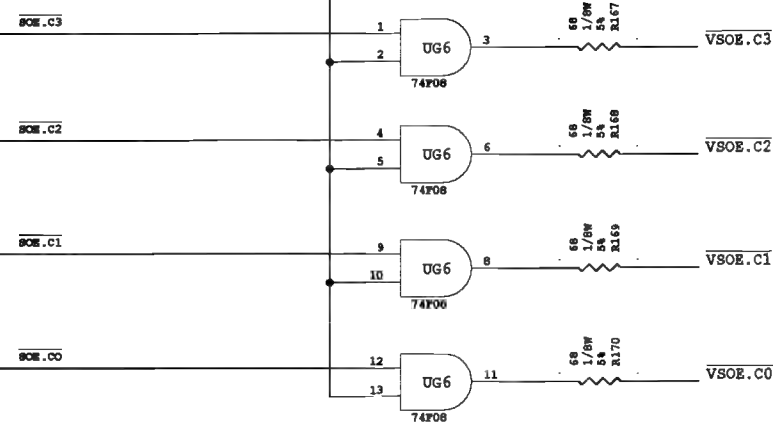 SOE.C3
1
2
UG6
74F08
3
68
1/8W
5%
R167
VSOE.C3
SOE.C2
4
5
UG6
74F08
6
68
1/8W
5%
R168
VSOE.C2
SOE.C1
9
10
UG6
74F08
8
68
1/8W
5%
R169
VSOE.C1
SOE.C0
12
13
UG6
74F08
11
68
1/8W
5%
R170
VSOE.C0